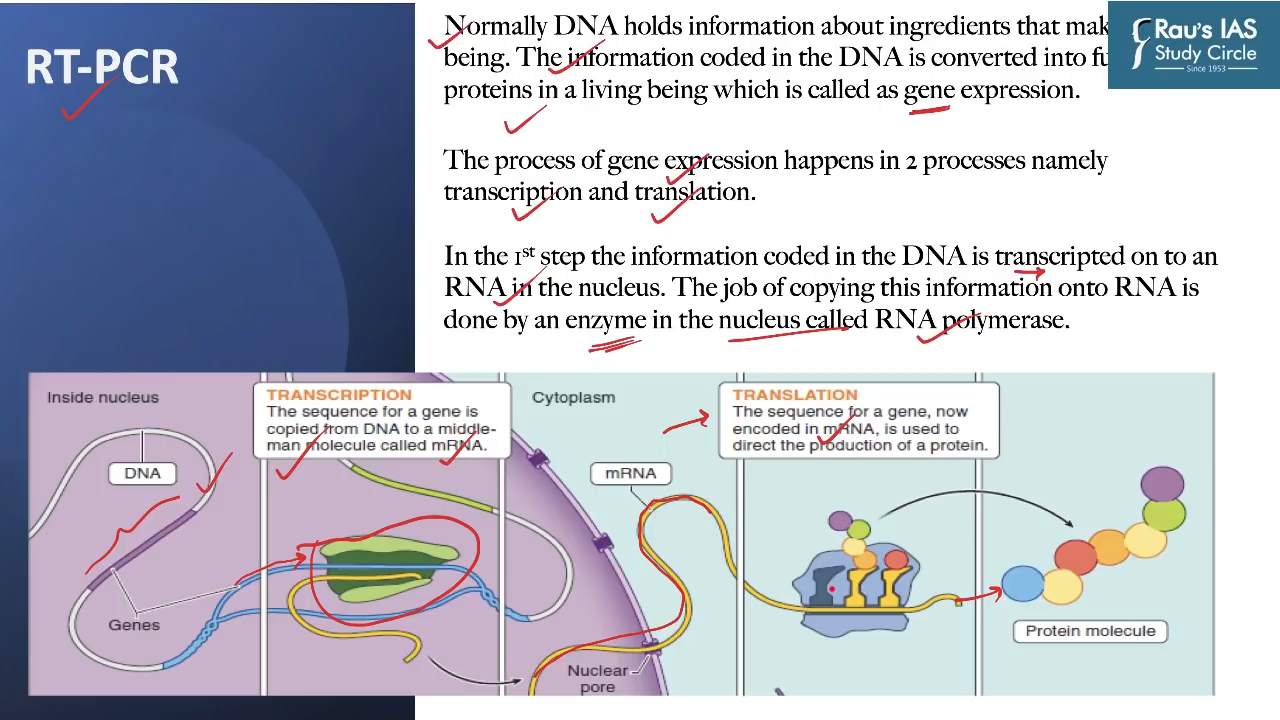 RT-PCR
Normally DNA holds information about ingredients that
being. The information coded in the DNA is converted into
proteins in a living being which is called as gene expression.
The process of gene expression happens in 2 processes namely
transcription and translation.
In the 1st step the information coded in the DNA is transcripted on to an
RNA in the nucleus. The job of copying this information onto RNA is
done by an enzyme in the nucleus called RNA polymerase.
Rau's IAS
Study Circle
Since 1953
Inside nucleus
DNA
Genes
TRANSCRIPTION
The sequence for a gene is
copied from DNA to a middle-
man molecule called mRNA.
Cytoplasm
mRNA
Nuclear
pore
TRANSLATION
The sequence for a gene, now
encoded in mRNA, is used to
direct the production of a protein.
Protein molecule